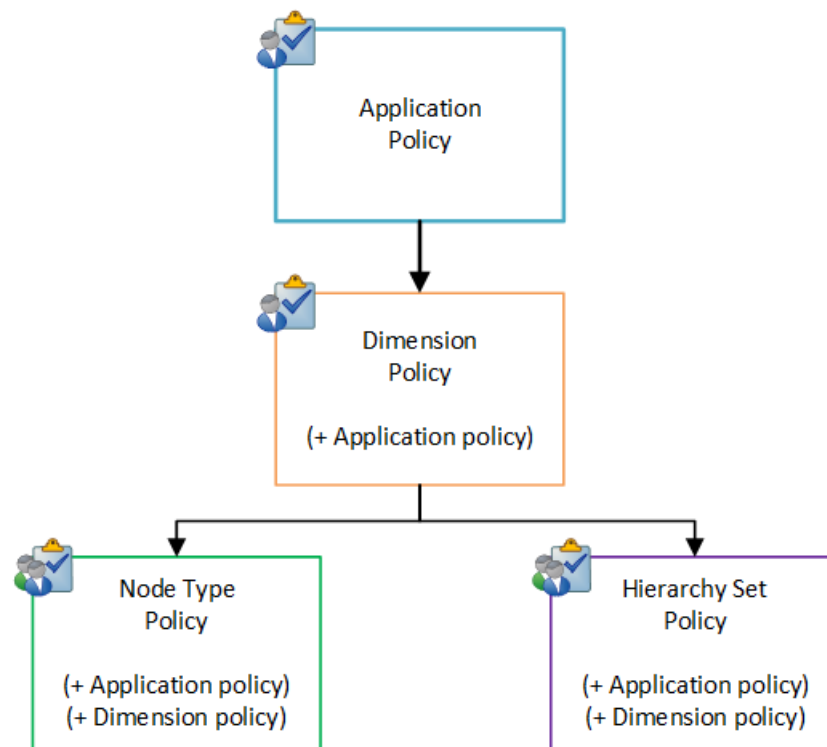 Application
Policy
Dimension
Policy
(+ Application policy)
Node Type
Policy
(+ Application policy)
(+ Dimension policy)
Hierarchy Set
Policy
(+ Application policy)
(+ Dimension policy)